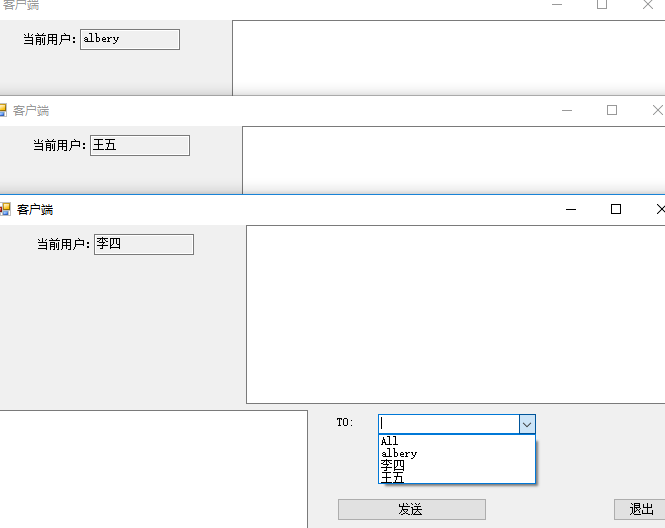 客户端
当前用户: albery
客户端
当前用户: 王五
客户端
当前用户: 李四
TO:
All
albery
李四
王五
发送 退出